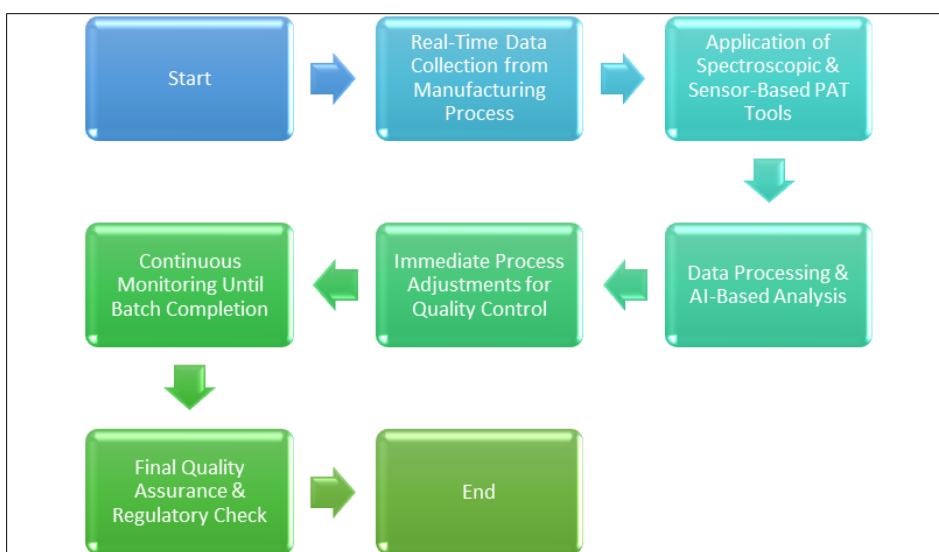 Start
Real-Time Data
Collection from
Manufacturing
Process
Application of
Spectroscopic &
Sensor-Based PAT
Tools
Data Processing &
AI-Based Analysis
Immediate Process
Adjustments for
Quality Control
Continuous
Monitoring Until
Batch Completion
Final Quality
Assurance &
Regulatory Check
End